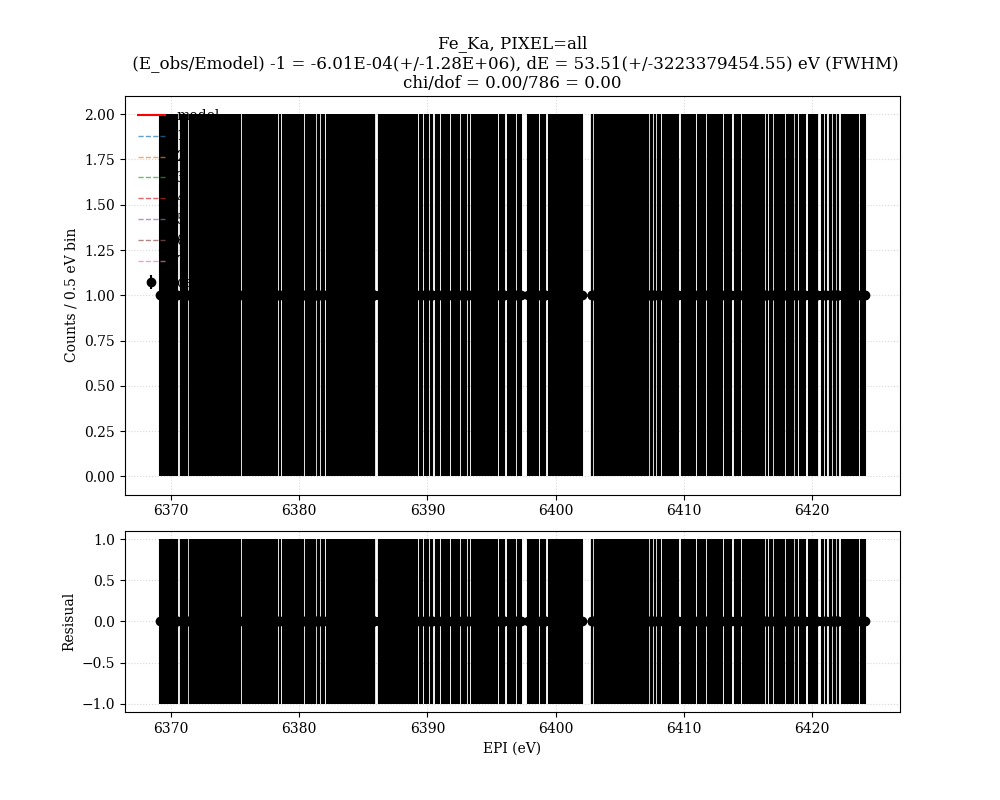 Fe_Ka, PIXEL=all
(E_obs/Emodel) -1 = -6.01E-04(+/-1.28E+06), dE = 53.51(+/-3223379454.55) eV (FWHM)
chi/dof = 0.00/786 = 0.00
model
2.00
1.75
1.50
1.25
1.00
0.75
0.50
0.25
0.00
Counts / 0.5 eV bin
6370 6380 6390 6400 6410 6420
1.0
0.5
0.0
−0.5
−1.0
Resisual
6370 6380 6390 6400 6410 6420
EPI (eV)